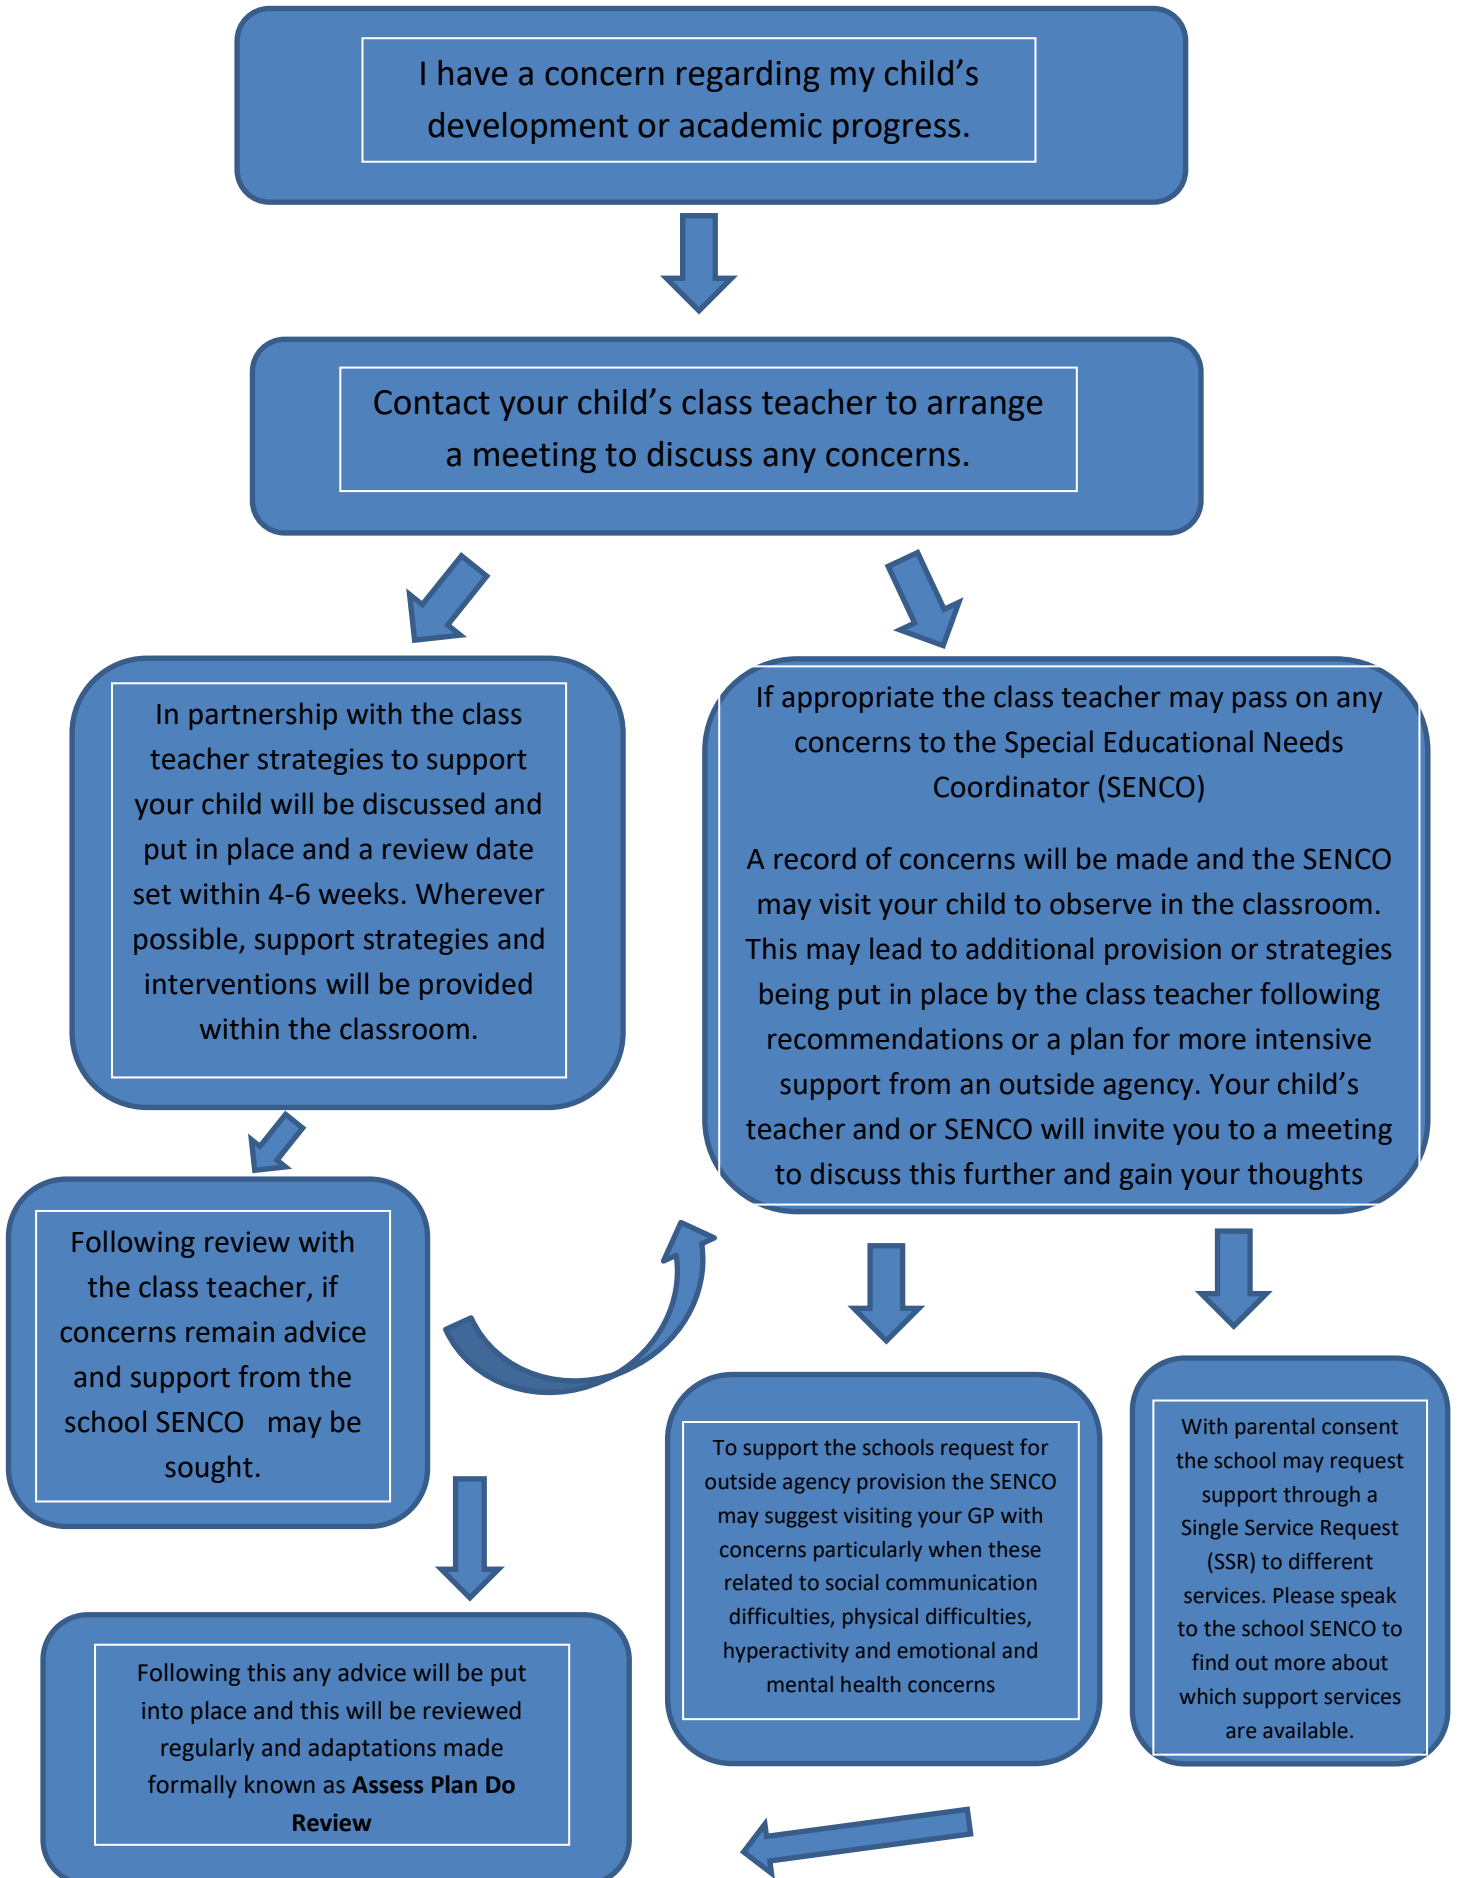 I have a concern regarding my child’s
development or academic progress.
Contact your child’s class teacher to arrange
a meeting to discuss any concerns.
In partnership with the class
teacher strategies to support
your child will be discussed and
put in place and a review date
set within 4-6 weeks. Wherever
possible, support strategies and
interventions will be provided
within the classroom.
If appropriate the class teacher may pass on any
concerns to the Special Educational Needs
Coordinator (SENCO)
A record of concerns will be made and the SENCO
may visit your child to observe in the classroom.
This may lead to additional provision or strategies
being put in place by the class teacher following
recommendations or a plan for more intensive
support from an outside agency. Your child’s
teacher and or SENCO will invite you to a meeting
to discuss this further and gain your thoughts
Following review with
the class teacher, if
concerns remain advice
and support from the
school SENCO   may be
sought.
To support the schools request for
outside agency provision the SENCO
may suggest visiting your GP with
concerns particularly when these
related to social communication
difficulties, physical difficulties,
hyperactivity and emotional and
mental health concerns
With parental consent
the school may request
support through a
Single Service Request
(SSR) to different
services. Please speak
to the school SENCO to
find out more about
which support services
are available.
Following this any advice will be put
into place and this will be reviewed
regularly and adaptations made
formally known as Assess Plan Do
Review